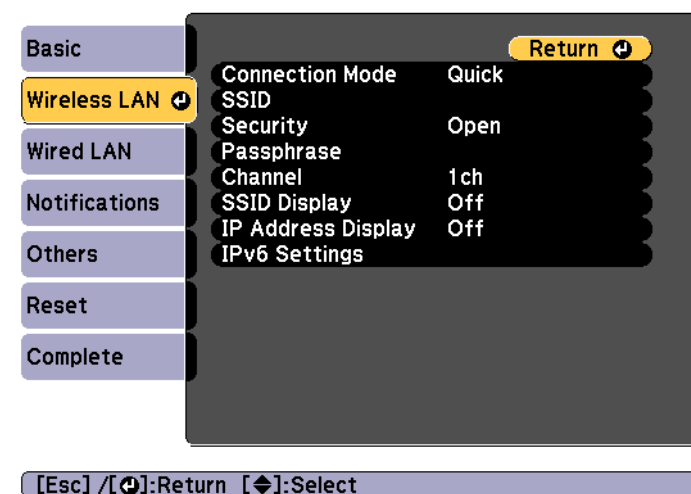 Basic
Wireless LAN
Wired LAN
Notifications
Others
Reset
Complete
Return
Connection Mode Quick
SSID
Security Open
Passphrase
Channel 1ch
SSID Display Off
IP Address Display Off
IPv6 Settings
[Esc] /[⏎]:Return [◆]:Select